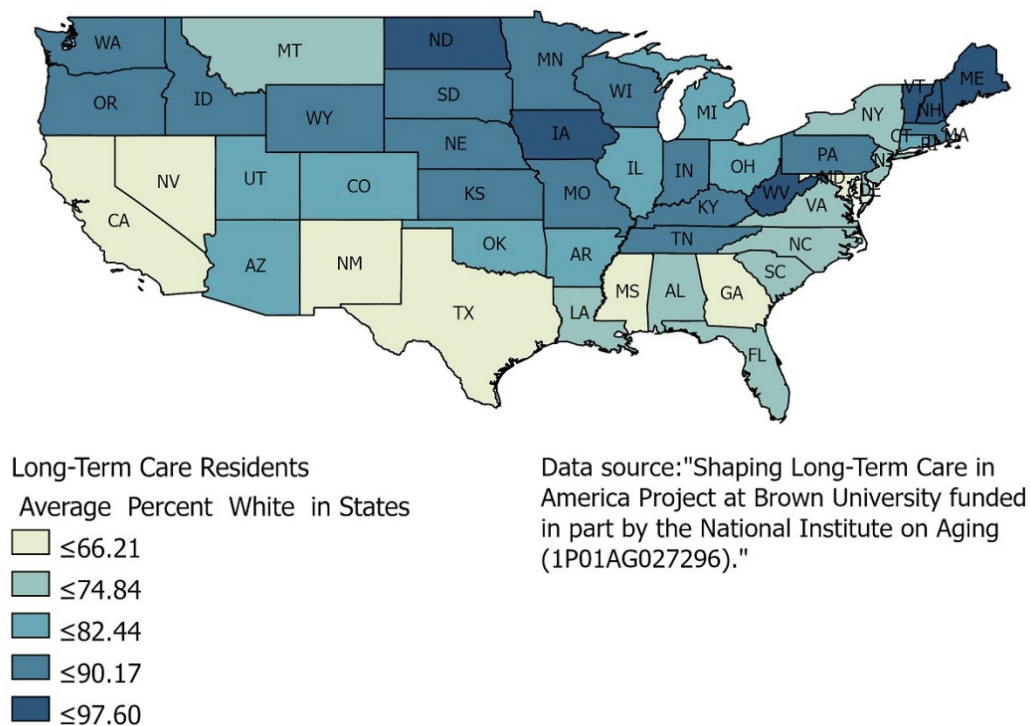 WA
MT
ND
MN
ME
VT
NH
OR
ID
SD
WI
MI
NY
MA
CT
RI
WY
NE
IA
PA
NJ
NV
UT
CO
KS
MO
IL
IN
OH
WV
MD
DE
VA
KY
CA
AZ
NM
OK
AR
TN
NC
SC
TX
LA
MS
AL
GA
FL
Long-Term Care Residents
Average Percent White in States
≤66.21
≤74.84
≤82.44
≤90.17
≤97.60
Data source:"Shaping Long-Term Care in
America Project at Brown University funded
in part by the National Institute on Aging
(1P01AG027296)."